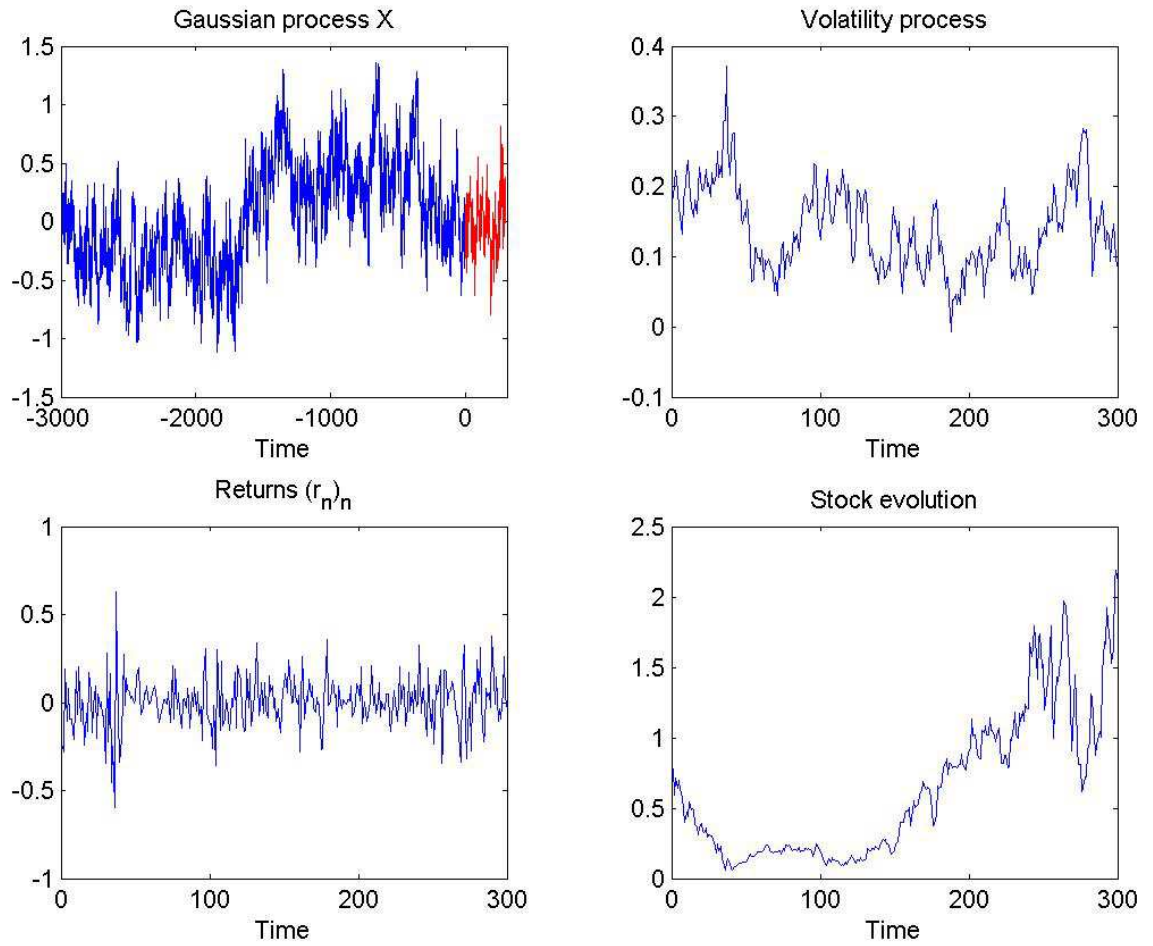 Gaussian process X
1.5
1
0.5
0
-0.5
-1
-1.5
-3000 -2000 -1000 0
Time
Volatility process
0.4
0.3
0.2
0.1
0
-0.1
0 100 200 300
Time
Returns (r_n)_n
1
0.5
0
-0.5
-1
0 100 200 300
Time
Stock evolution
2.5
2
1.5
1
0.5
0
0 100 200 300
Time